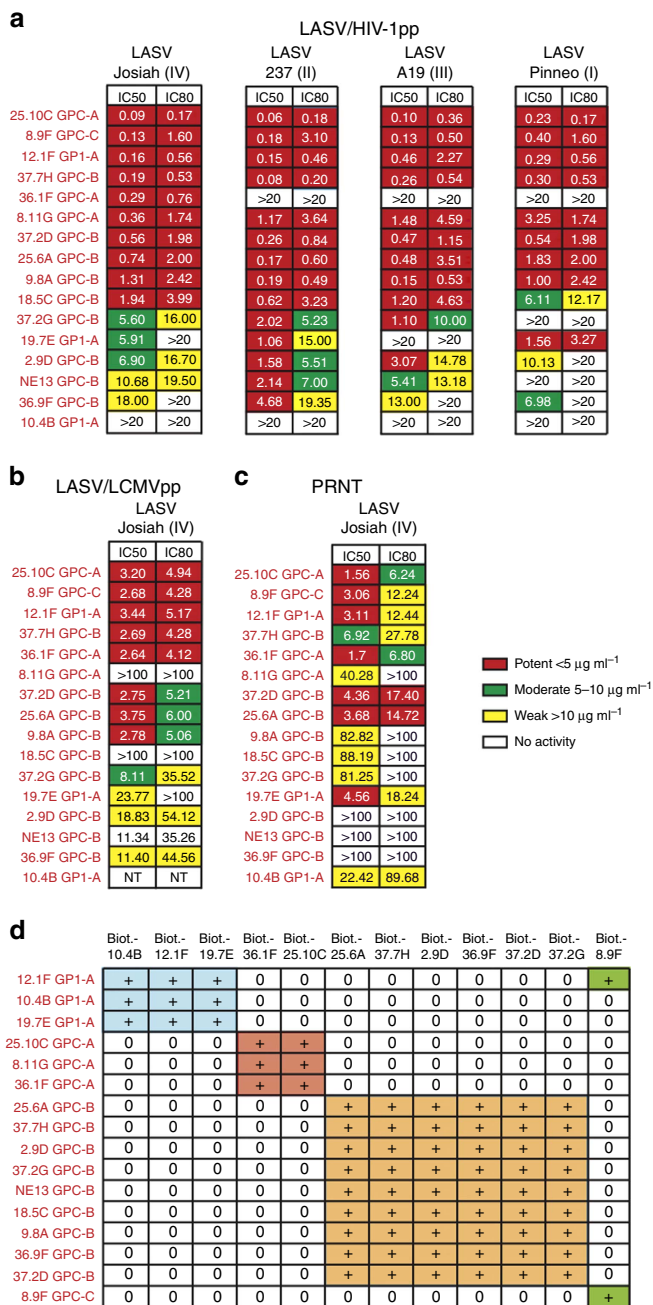 a
LASV/HIV-1pp
LASV LASV LASV LASV
Josiah (IV) 237 (II) A19 (III) Pinneo (I)
IC50 IC80 IC50 IC80 IC50 IC80 IC50 IC80
25.10C GPC-A 0.09 0.17 0.06 0.18 0.10 0.36 0.23 0.17
8.9F GPC-C 0.13 1.60 0.18 3.10 0.13 0.50 0.40 1.60
12.1F GP1-A 0.16 0.56 0.15 0.46 0.46 2.27 0.29 0.56
37.7H GPC-B 0.19 0.53 0.08 0.20 0.26 0.54 0.30 0.53
36.1F GPC-A 0.29 0.76 >20 >20 >20 >20 >20 >20
8.11G GPC-A 0.36 1.74 1.17 3.64 1.48 4.59 3.25 1.74
37.2D GPC-B 0.56 1.98 0.26 0.84 0.47 1.15 0.54 1.98
25.6A GPC-B 0.74 2.00 0.17 0.60 0.48 3.51 1.83 2.00
9.8A GPC-B 1.31 2.42 0.19 0.49 0.15 0.53 1.00 2.42
18.5C GPC-B 1.94 3.99 0.62 3.23 1.20 4.63 6.11 12.17
37.2G GPC-B 5.60 16.00 2.02 5.23 1.10 10.00 >20 >20
19.7E GP1-A 5.91 >20 1.06 15.00 >20 >20 1.56 3.27
2.9D GPC-B 6.90 16.70 1.58 5.51 3.07 14.78 10.13 >20
NE13 GPC-B 10.68 19.50 2.14 7.00 5.41 13.18 >20 >20
36.9F GPC-B 18.00 >20 4.68 19.35 13.00 >20 6.98 >20
10.4B GP1-A >20 >20 >20 >20 >20 >20 >20 >20
b
LASV/LCMVpp
LASV
Josiah (IV)
IC50 IC80
25.10C GPC-A 3.20 4.94
8.9F GPC-C 2.68 4.28
12.1F GP1-A 3.44 5.17
37.7H GPC-B 2.69 4.28
36.1F GPC-A 2.64 4.12
8.11G GPC-A >100 >100
37.2D GPC-B 2.75 5.21
25.6A GPC-B 3.75 6.00
9.8A GPC-B 2.78 5.06
18.5C GPC-B >100 >100
37.2G GPC-B 8.11 35.52
19.7E GP1-A 23.77 >100
2.9D GPC-B 18.83 54.12
NE13 GPC-B 11.34 35.26
36.9F GPC-B 11.40 44.56
10.4B GP1-A NT NT
c
PRNT
LASV
Josiah (IV)
IC50 IC80
25.10C GPC-A 1.56 6.24
8.9F GPC-C 3.06 12.24
12.1F GP1-A 3.11 12.44
37.7H GPC-B 6.92 27.78
36.1F GPC-A 1.7 6.80
8.11G GPC-A 40.28 >100
37.2D GPC-B 4.36 17.40
25.6A GPC-B 3.68 14.72
9.8A GPC-B 82.82 >100
18.5C GPC-B 88.19 >100
37.2G GPC-B 81.25 >100
19.7E GP1-A 4.56 18.24
2.9D GPC-B >100 >100
NE13 GPC-B >100 >100
36.9F GPC-B >100 >100
10.4B GP1-A 22.42 89.68
Potent <5 µg ml⁻¹
Moderate 5–10 µg ml⁻¹
Weak >10 µg ml⁻¹
No activity
d
Biot.- Biot.- Biot.- Biot.- Biot.- Biot.- Biot.- Biot.- Biot.- Biot.- Biot.- Biot.-
10.4B 12.1F 19.7E 36.1F 25.10C 25.6A 37.7H 2.9D 36.9F 37.2D 37.2G 8.9F
12.1F GP1-A + + + 0 0 0 0 0 0 0 0 +
10.4B GP1-A + + + 0 0 0 0 0 0 0 0 0
19.7E GP1-A + + + 0 0 0 0 0 0 0 0 0
25.10C GPC-A 0 0 0 + + 0 0 0 0 0 0 0
8.11G GPC-A 0 0 0 + + 0 0 0 0 0 0 0
36.1F GPC-A 0 0 0 + + 0 0 0 0 0 0 0
25.6A GPC-B 0 0 0 0 0 + + + + + + 0
37.7H GPC-B 0 0 0 0 0 + + + + + + 0
2.9D GPC-B 0 0 0 0 0 + + + + + + 0
37.2G GPC-B 0 0 0 0 0 + + + + + + 0
NE13 GPC-B 0 0 0 0 0 + + + + + + 0
18.5C GPC-B 0 0 0 0 0 + + + + + + 0
9.8A GPC-B 0 0 0 0 0 + + + + + + 0
36.9F GPC-B 0 0 0 0 0 + + + + + + 0
37.2D GPC-B 0 0 0 0 0 + + + + + + 0
8.9F GPC-C 0 0 0 0 0 0 0 0 0 0 0 +